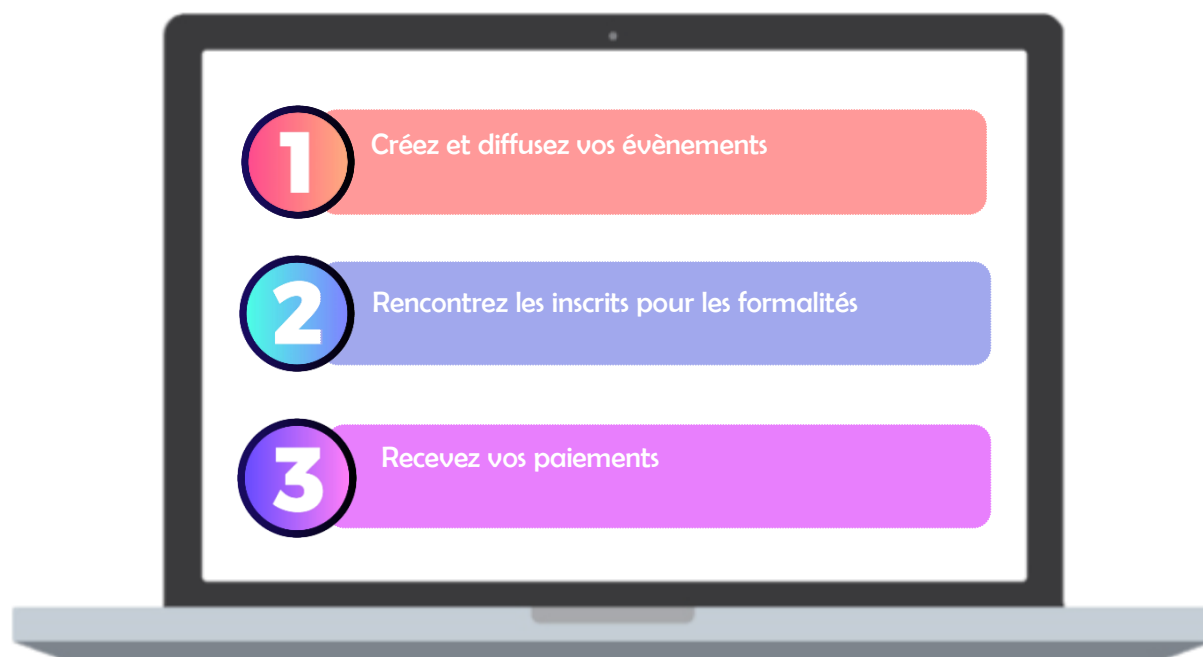 1
Créez et diffusez vos évènements
2
Rencontrez les inscrits pour les formalités
3
Recevez vos paiements